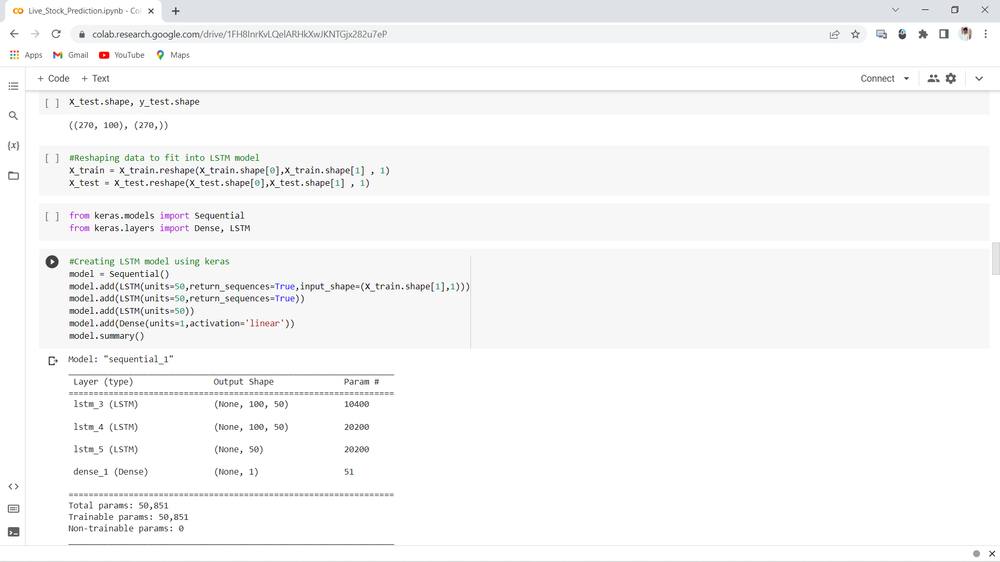 Live_Stock_Prediction.ipynb - Co
colab.research.google.com/drive/1FH8InrKvLQelARHkXwJKNTGjx282u7eP
Apps Gmail YouTube Maps
+ Code + Text Connect
[ ] X_test.shape, y_test.shape
((270, 100), (270,))
[ ] #Reshaping data to fit into LSTM model
X_train = X_train.reshape(X_train.shape[0],X_train.shape[1] , 1)
X_test = X_test.reshape(X_test.shape[0],X_test.shape[1] , 1)
[ ] from keras.models import Sequential
from keras.layers import Dense, LSTM
#Creating LSTM model using keras
model = Sequential()
model.add(LSTM(units=50,return_sequences=True,input_shape=(X_train.shape[1],1)))
model.add(LSTM(units=50,return_sequences=True))
model.add(LSTM(units=50))
model.add(Dense(units=1,activation='linear'))
model.summary()
Model: "sequential_1"
Layer (type) Output Shape Param #
=================================================================
lstm_3 (LSTM) (None, 100, 50) 10400
lstm_4 (LSTM) (None, 100, 50) 20200
lstm_5 (LSTM) (None, 50) 20200
dense_1 (Dense) (None, 1) 51
=================================================================
Total params: 50,851
Trainable params: 50,851
Non-trainable params: 0